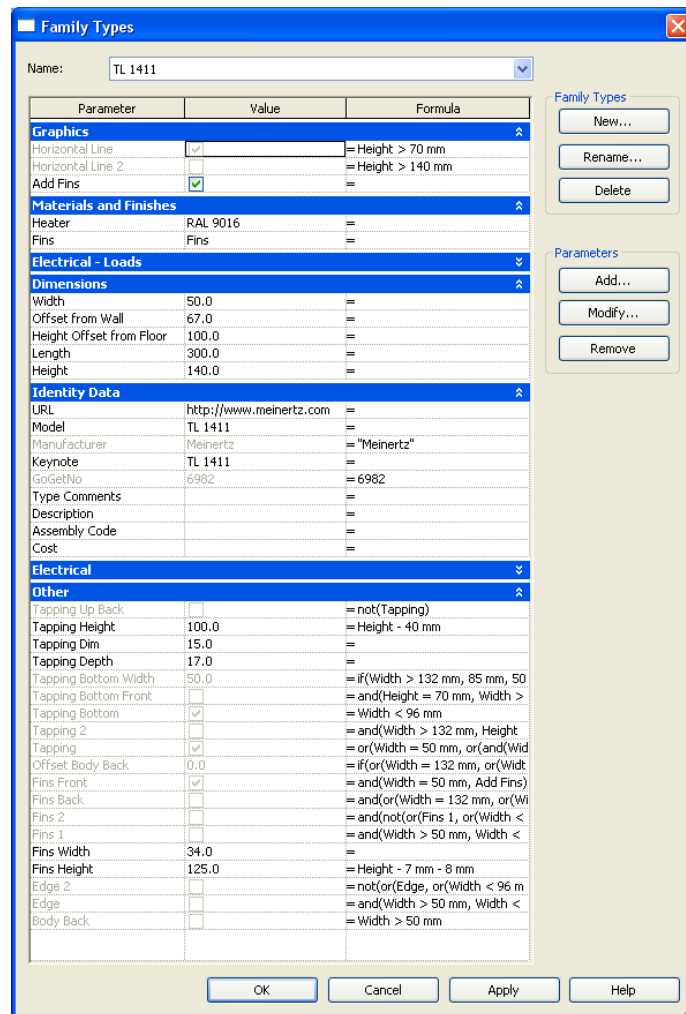 Family Types
Name: TL 1411
Parameter Value Formula
Graphics
Horizontal Line = Height > 70 mm
Horizontal Line 2 = Height > 140 mm
Add Fins =
Materials and Finishes
Heater RAL 9016 =
Fins Fins =
Electrical - Loads
Dimensions
Width 50.0 =
Offset from Wall 67.0 =
Height Offset from Floor 100.0 =
Length 300.0 =
Height 140.0 =
Identity Data
URL http://www.meinertz.com =
Model TL 1411 =
Manufacturer Meinertz = "Meinertz"
Keynote TL 1411 =
GoGetNo 6982 = 6982
Type Comments =
Description =
Assembly Code =
Cost =
Electrical
Other
Tapping Up Back = not(Tapping)
Tapping Height 100.0 = Height - 40 mm
Tapping Dim 15.0 =
Tapping Depth 17.0 =
Tapping Bottom Width 50.0 = if(Width > 132 mm, 85 mm, 50
Tapping Bottom Front = and(Height = 70 mm, Width >
Tapping Bottom = Width < 96 mm
Tapping 2 = and(Width > 132 mm, Height
Tapping = or(Width = 50 mm, or(and(Wid
Offset Body Back 0.0 = if(or(Width = 132 mm, or(Widt
Fins Front = and(Width = 50 mm, Add Fins)
Fins Back = and(or(Width = 132 mm, or(Wi
Fins 2 = and(not(or(Fins 1, or(Width <
Fins 1 = and(Width > 50 mm, Width <
Fins Width 34.0 =
Fins Height 125.0 = Height - 7 mm - 8 mm
Edge 2 = not(or(Edge, or(Width < 96 m
Edge = and(Width > 50 mm, Width <
Body Back = Width > 50 mm
Family Types
New...
Rename...
Delete
Parameters
Add...
Modify...
Remove
OK Cancel Apply Help